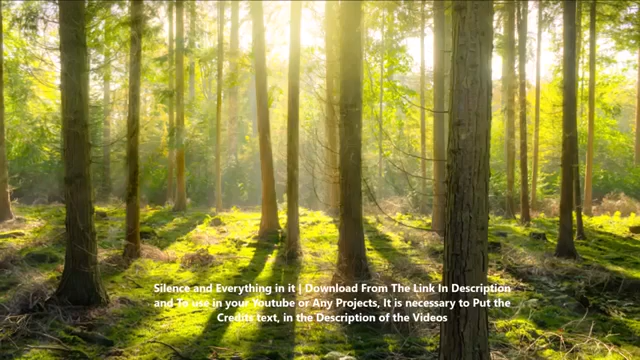 Silence and Everything in it | Download From The Link In Description
and To use in your Youtube or Any Projects, It is necessary to Put the
Credits text, in the Description of the Videos